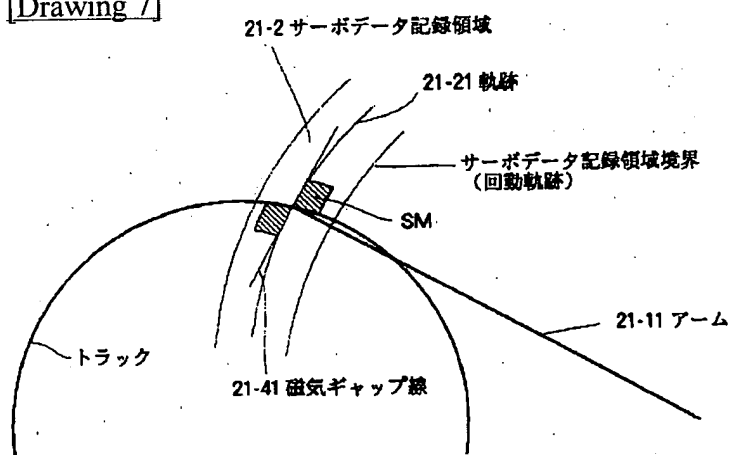 [Drawing 7]
21-2 サーボデータ記録領域
21-21 軌跡
サーボデータ記録領域境界
(回動軌跡)
SM
21-11 アーム
トラック
21-41 磁気ギャップ線